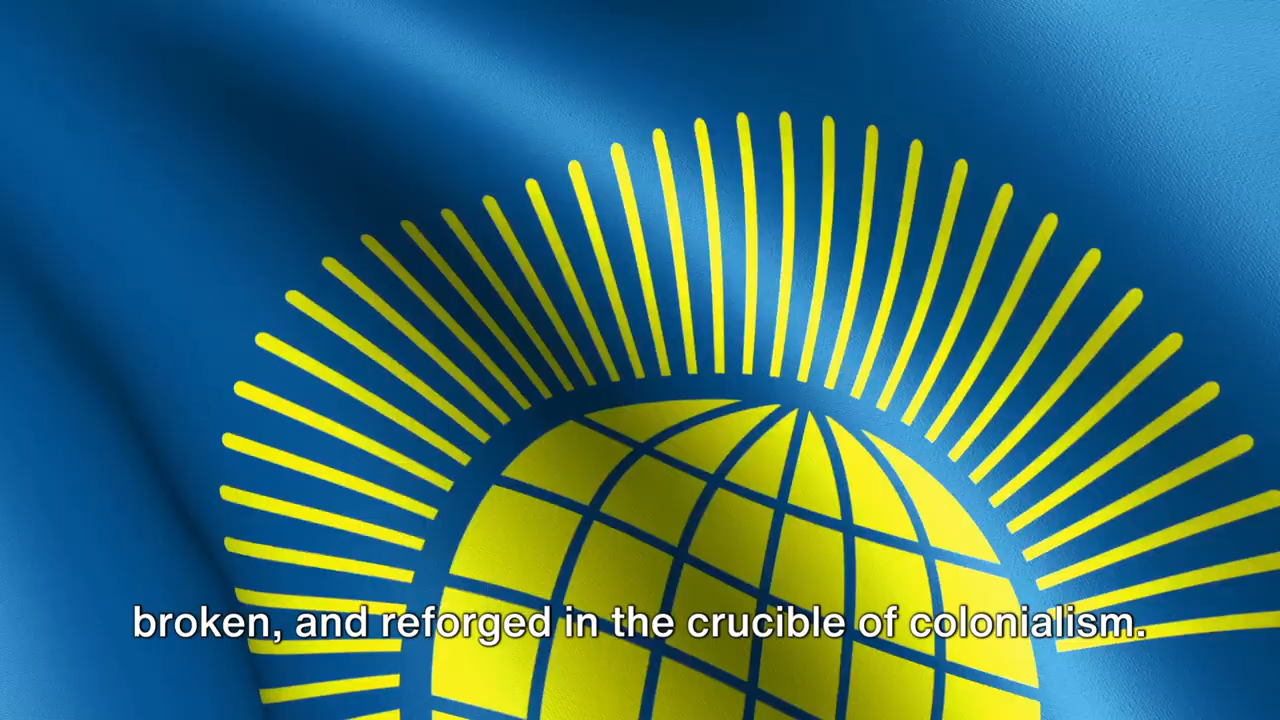 broken, and reforged in the crucible of colonialism.